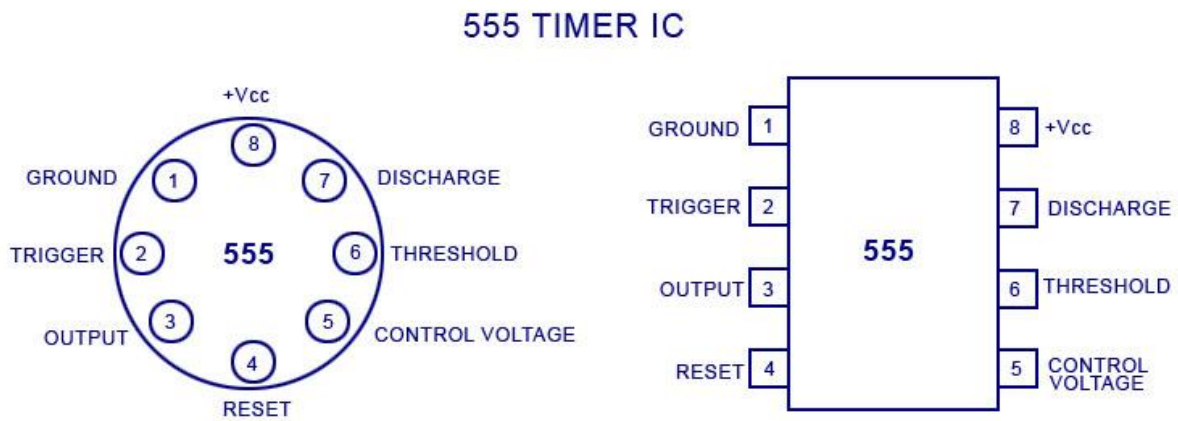 555 TIMER IC
+Vcc
8
GROUND
1
7
DISCHARGE
TRIGGER
2
555
6
THRESHOLD
OUTPUT
3
5
CONTROL VOLTAGE
4
RESET
GROUND
1
8
+Vcc
TRIGGER
2
7
DISCHARGE
555
OUTPUT
3
6
THRESHOLD
RESET
4
5
CONTROL
VOLTAGE